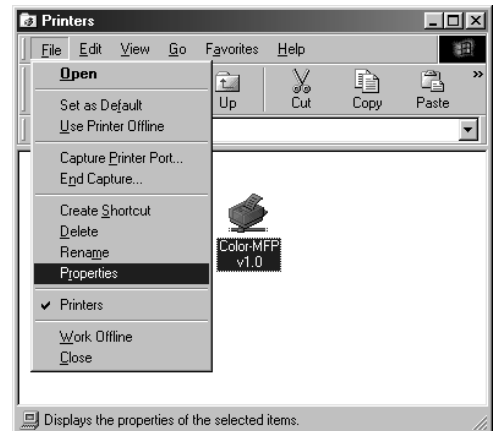 Printers
File Edit View Go Favorites Help
Up Cut Copy Paste »
Open
Set as Default
Use Printer Offline
Capture Printer Port...
End Capture...
Create Shortcut
Delete
Rename
Properties
Printers
Work Offline
Close
Color-MFP
v1.0
Displays the properties of the selected items.